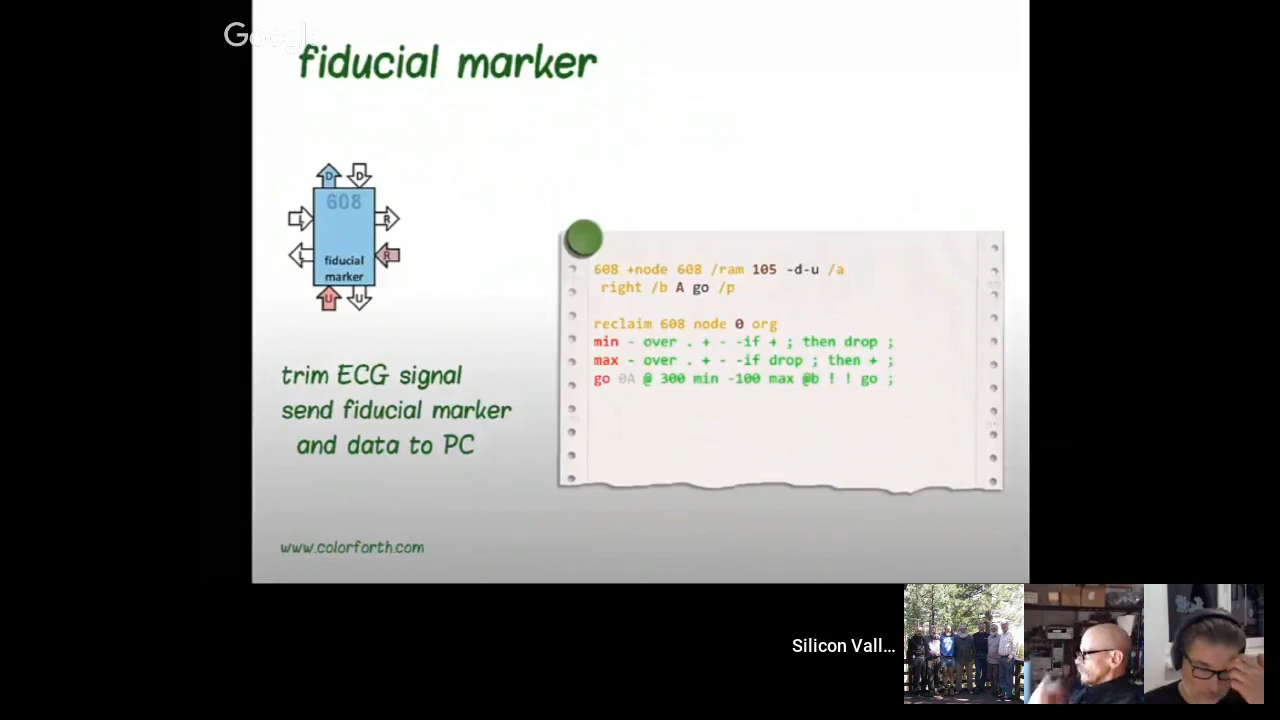 Google
fiducial marker
D D
608
L R
L R
fiducial
marker
U U
608 +node 608 /ram 105 -d-u /a
right /b A go /p
reclaim 608 node 0 org
min - over . + - -if + ; then drop ;
max - over . + - -if drop ; then + ;
go 0A @ 300 min -100 max @b ! ! go ;
trim ECG signal
send fiducial marker
and data to PC
www.colorforth.com
Silicon Vall...